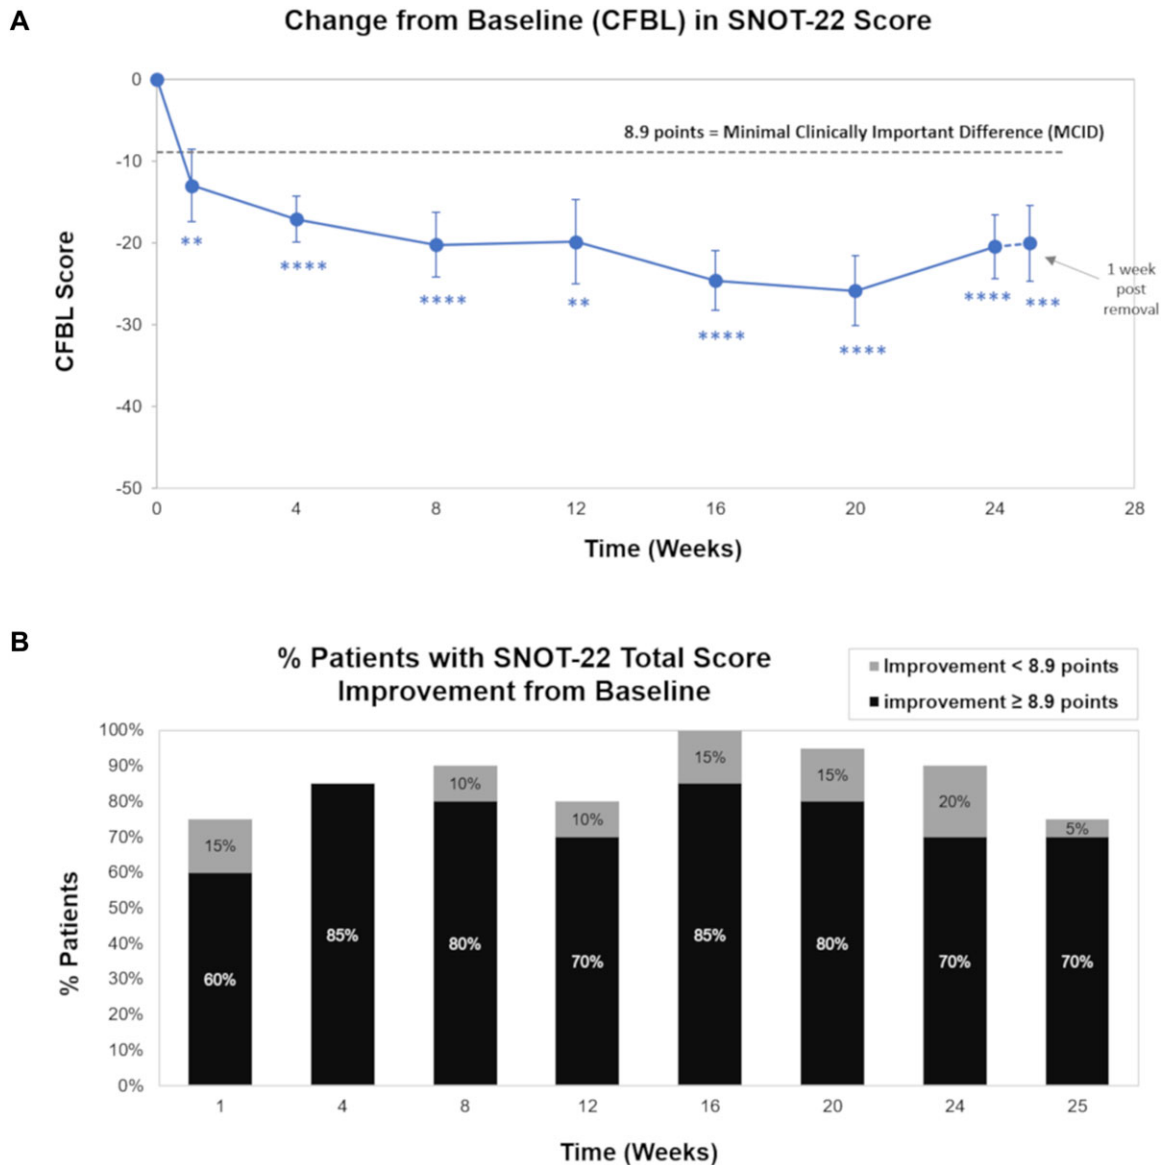 A
Change from Baseline (CFBL) in SNOT-22 Score
CFBL Score
0
-10
-20
-30
-40
-50
8.9 points = Minimal Clinically Important Difference (MCID)
**
****
****
**
****
****
****
***
1 week
post
removal
0 4 8 12 16 20 24 28
Time (Weeks)
B
% Patients with SNOT-22 Total Score
Improvement from Baseline
Improvement < 8.9 points
improvement ≥ 8.9 points
% Patients
100%
90%
80%
70%
60%
50%
40%
30%
20%
10%
0%
15% 10% 10% 15% 15% 20% 5%
60% 85% 80% 70% 85% 80% 70% 70%
1 4 8 12 16 20 24 25
Time (Weeks)